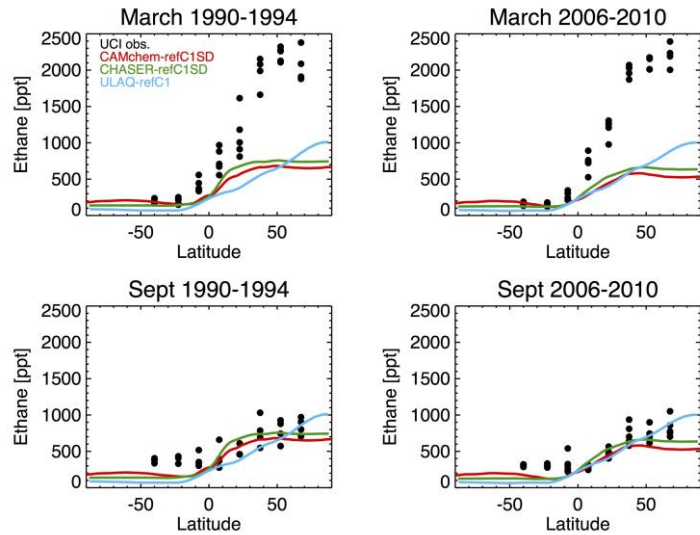 March 1990-1994
2500
2000
1500
1000
500
0
Ethane [ppt]
UCI obs.
CAMchem-refC1SD
CHASER-refC1SD
ULAQ-refC1
-50 0 50
Latitude
March 2006-2010
2500
2000
1500
1000
500
0
Ethane [ppt]
-50 0 50
Latitude
Sept 1990-1994
2500
2000
1500
1000
500
0
Ethane [ppt]
-50 0 50
Latitude
Sept 2006-2010
2500
2000
1500
1000
500
0
Ethane [ppt]
-50 0 50
Latitude